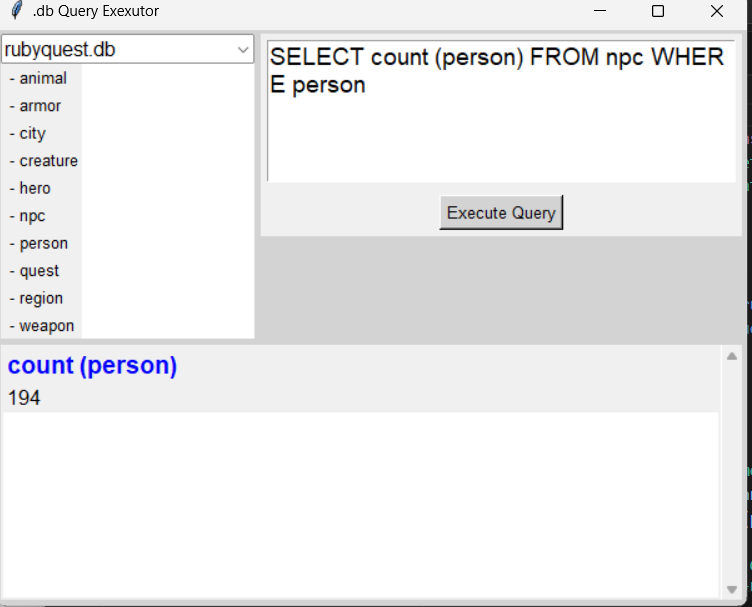 .db Query Exexutor
rubyquest.db
- animal
- armor
- city
- creature
- hero
- npc
- person
- quest
- region
- weapon
SELECT count (person) FROM npc WHER
E person
Execute Query
count (person)
194